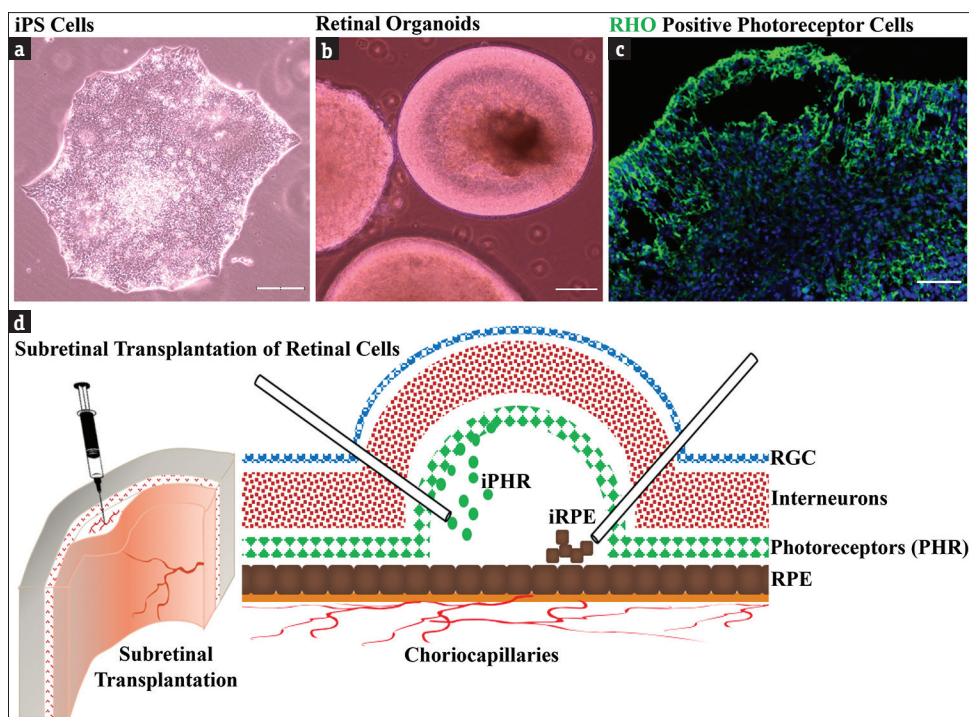 iPS Cells
Retinal Organoids
RHO Positive Photoreceptor Cells
a
b
c
d
Subretinal Transplantation of Retinal Cells
iPHR
iRPE
RGC
Interneurons
Photoreceptors (PHR)
RPE
Choriocapillaries
Subretinal
Transplantation